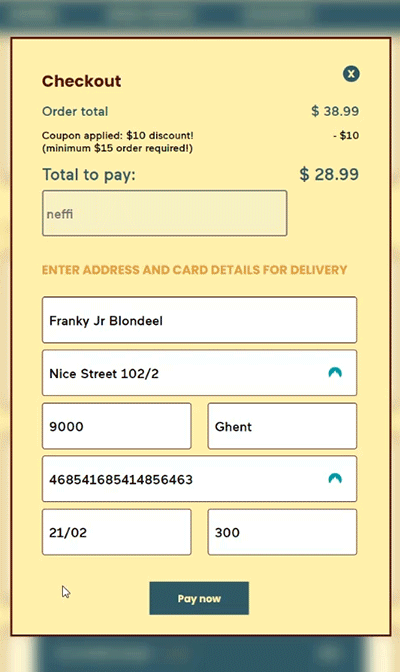 Checkout
X
Order total $ 38.99
Coupon applied: $10 discount! - $10
(minimum $15 order required!)
Total to pay: $ 28.99
neffi
ENTER ADDRESS AND CARD DETAILS FOR DELIVERY
Franky Jr Blondeel
Nice Street 102/2
9000 Ghent
468541685414856463
21/02 300
Pay now